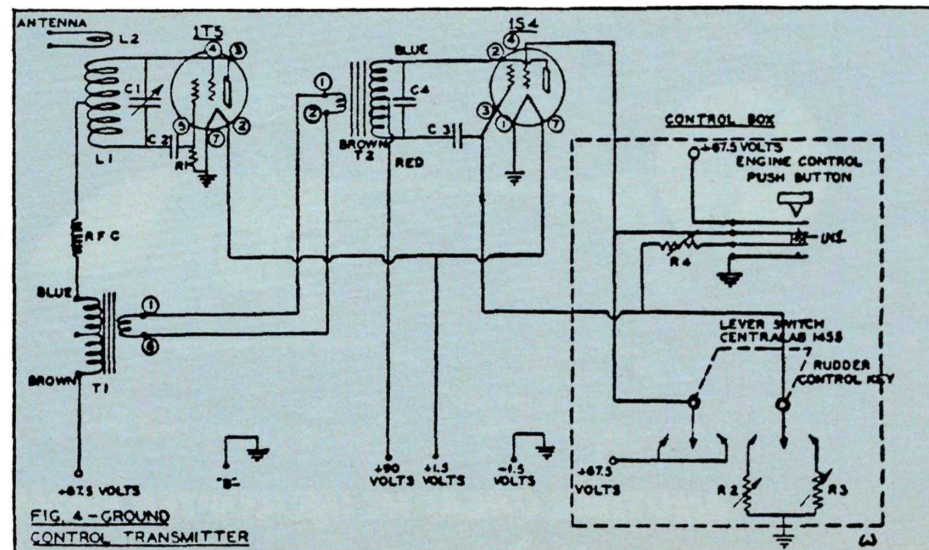 ANTENNA
L2
1T5
4
3
C1
5
7
2
C2
R1
L1
RFC
BLUE
BROWN
T1
1
6
+67.5 VOLTS
"B"-
1
2
BLUE
C4
BROWN
T2
RED
C3
1S4
4
2
3
1
7
+90
VOLTS
+1.5
VOLTS
-1.5
VOLTS
CONTROL BOX
+67.5 VOLTS
ENGINE CONTROL
PUSH BUTTON
R4
LEVER SWITCH
CENTRALAB 1455
RUDDER
CONTROL KEY
+67.5
VOLTS
R2
R3
FIG. 4 - GROUND
CONTROL TRANSMITTER